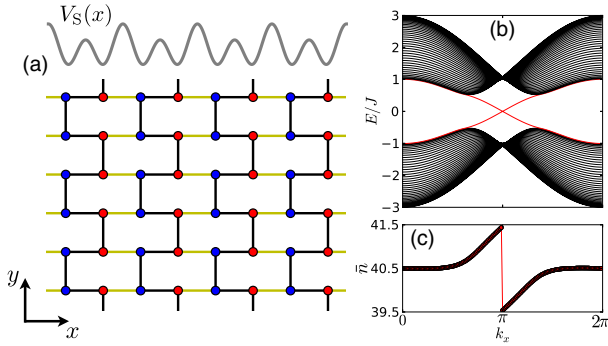 V_S(x)
(a)
y
x
(b)
E/J
3
2
1
0
−1
−2
−3
(c)
n̄
41.5
40.5
39.5
0
π
2π
k_x